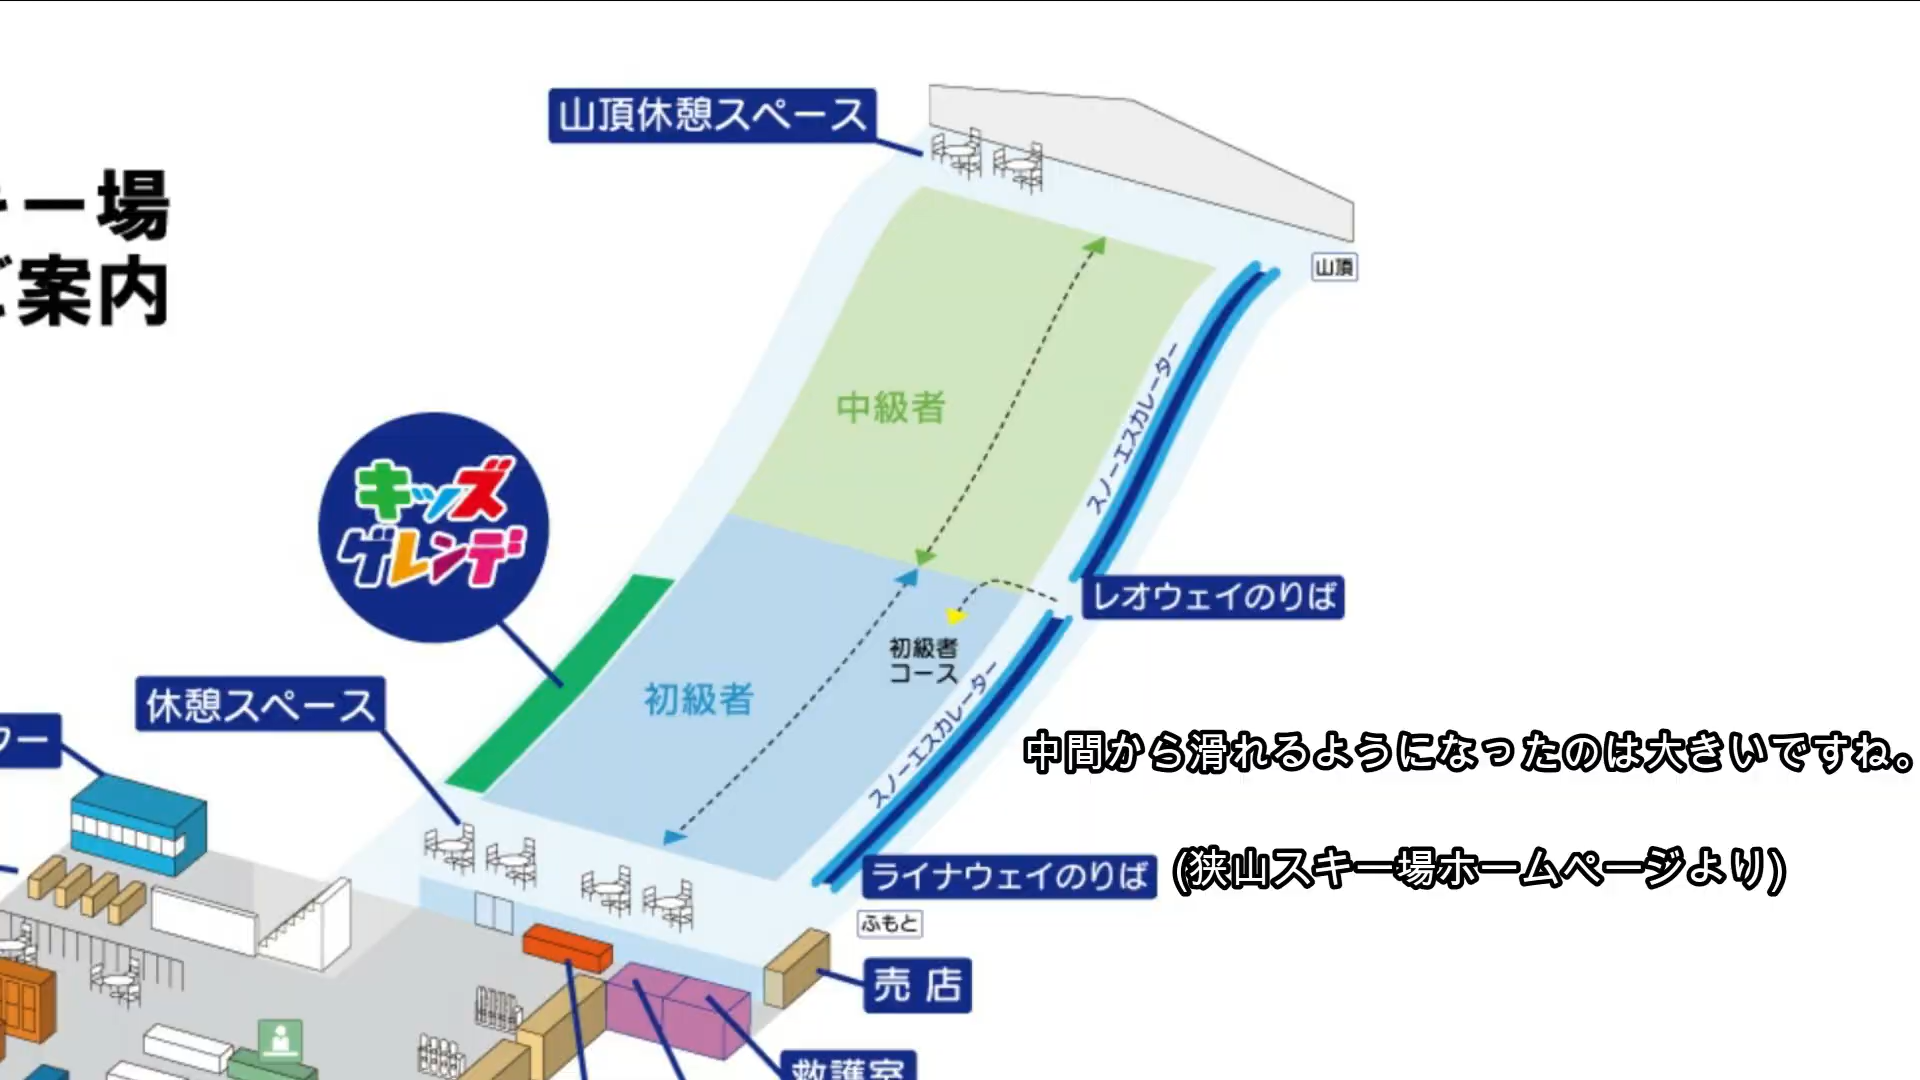 山頂休憩スペース
ー場
ご案内
山頂
中級者
スノーエスカレーター
キッズ
ゲレンデ
レオウェイのりば
初級者
コース
初級者
スノーエスカレーター
休憩スペース
ター
中間から滑れるようになったのは大きいですね。
ライナウェイのりば
(狭山スキー場ホームページより)
ふもと
売 店
救護室